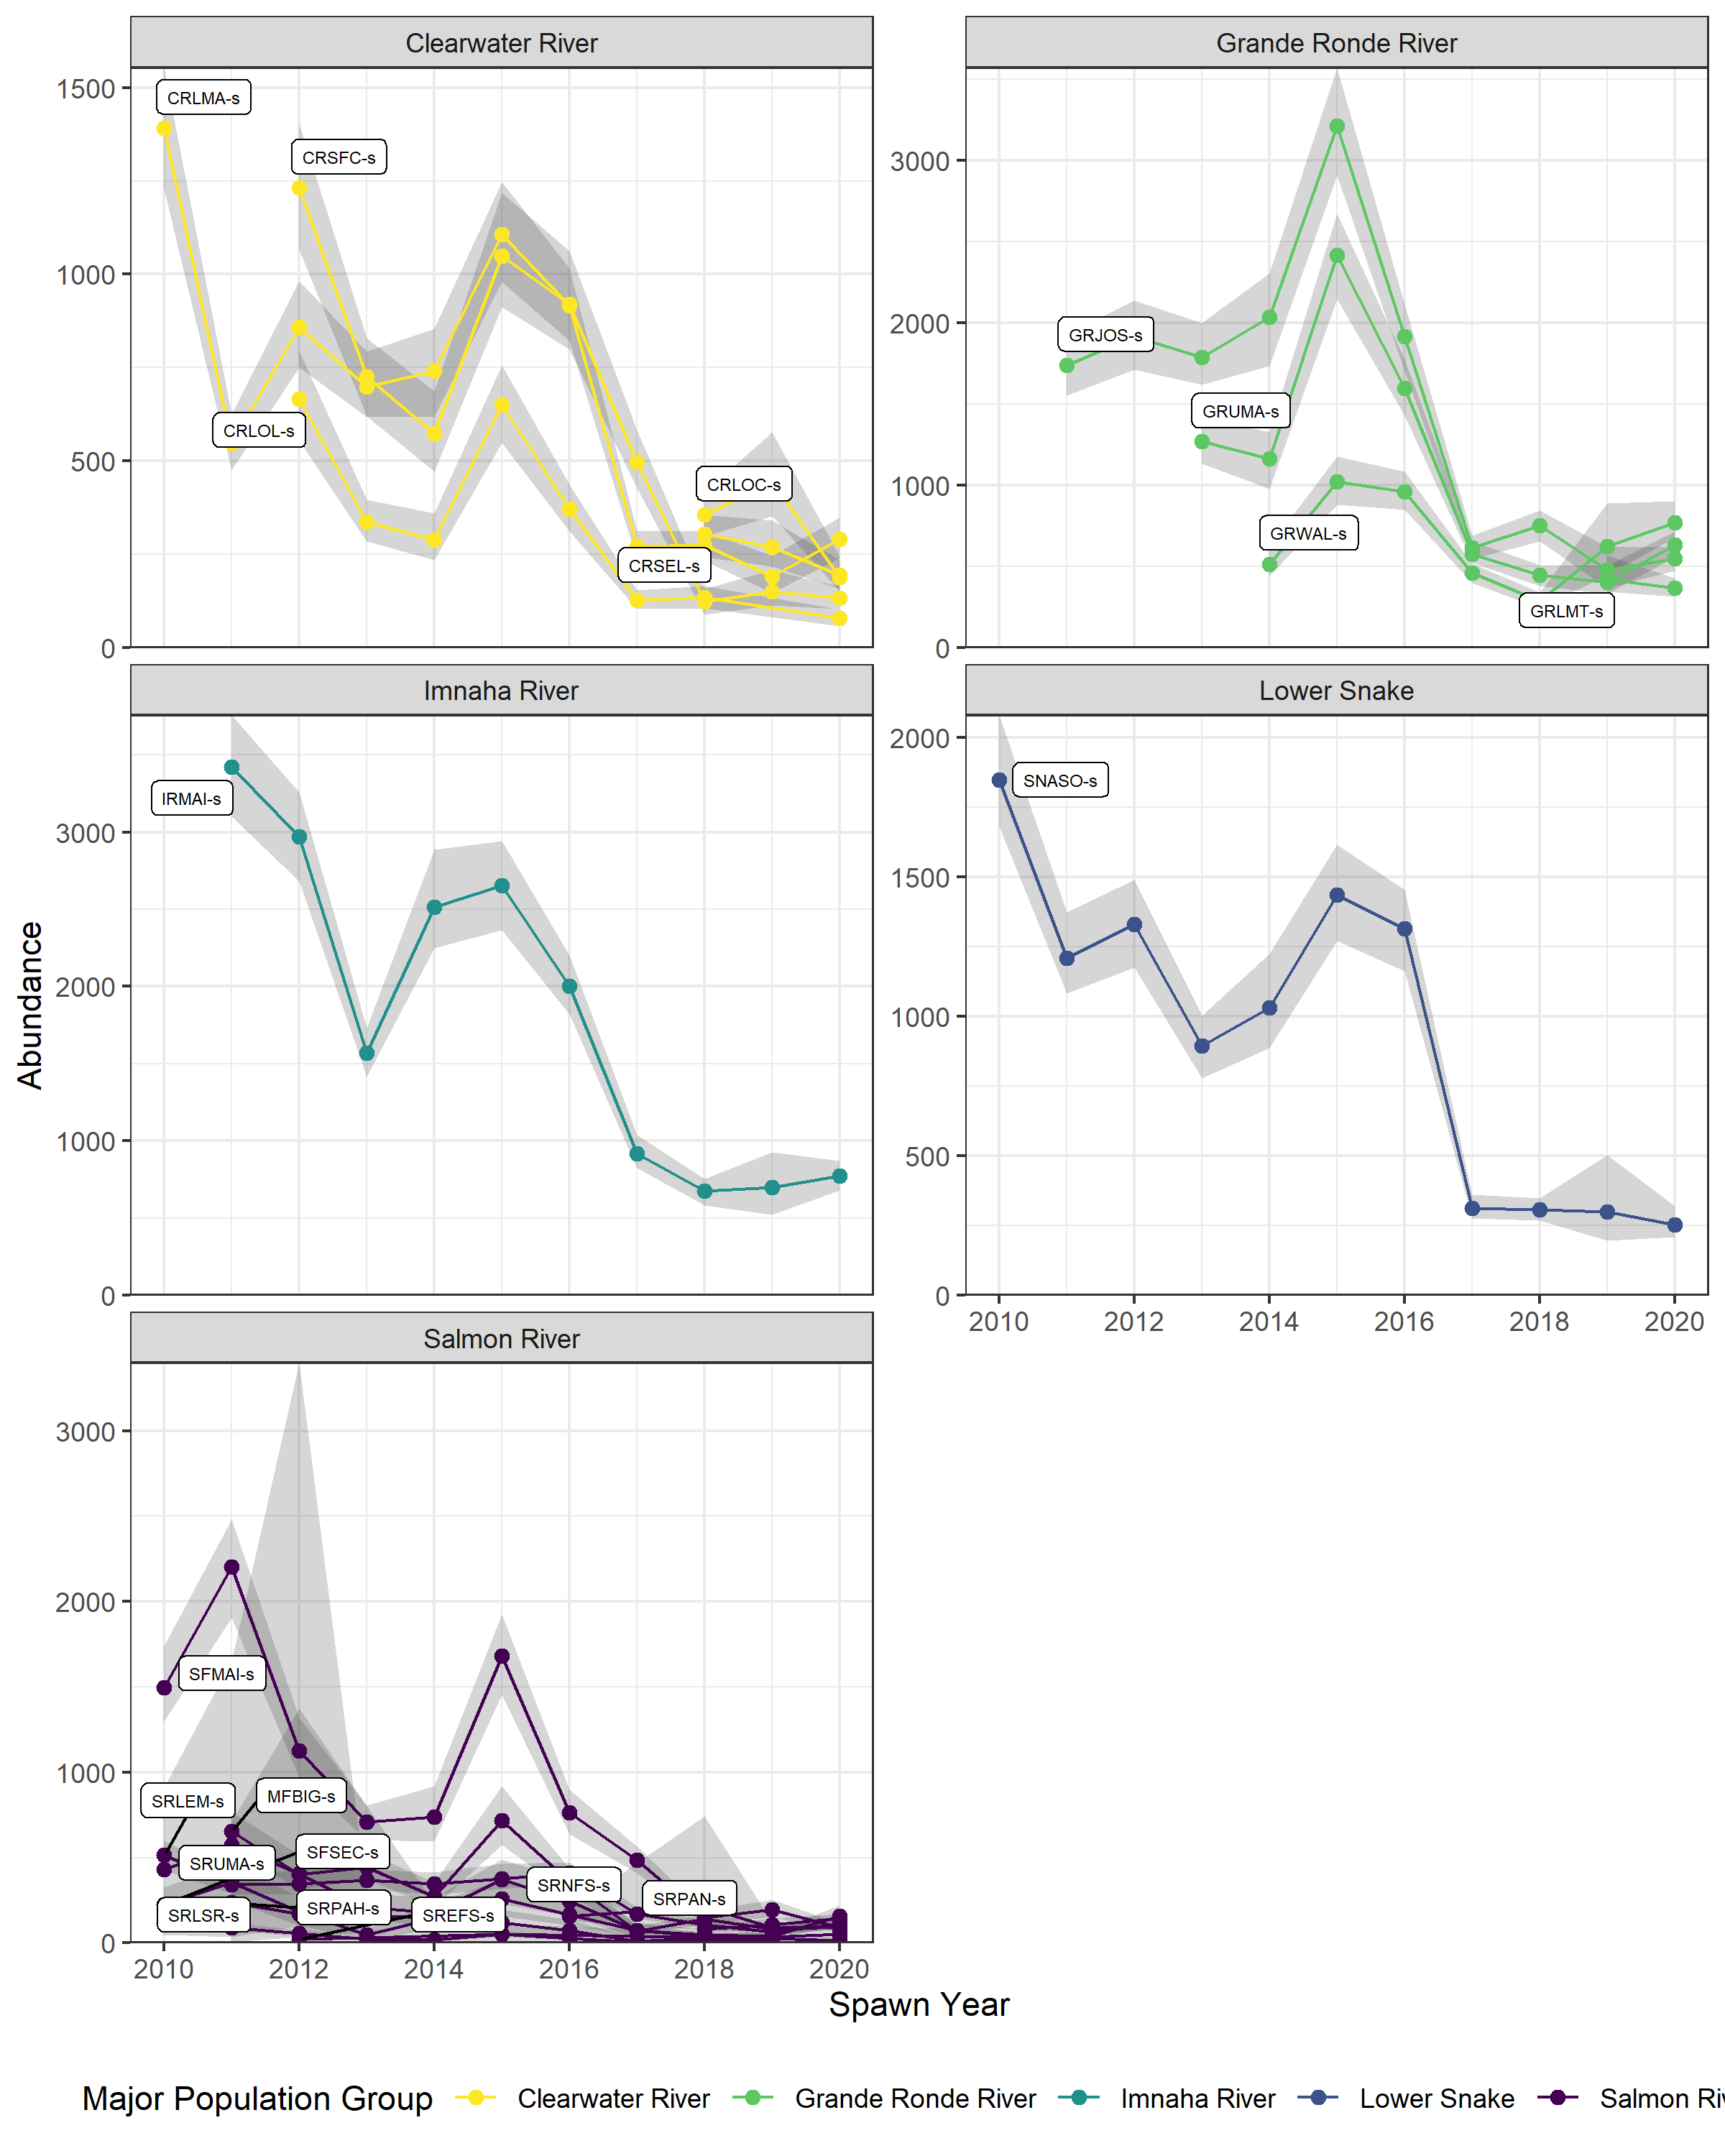 Clearwater River
Grande Ronde River
1500
1000
500
0
CRLMA-s
CRSFC-s
CRLOL-s
CRLOC-s
CRSEL-s
3000
2000
1000
0
GRJOS-s
GRUMA-s
GRWAL-s
GRLMT-s
Imnaha River
Lower Snake
3000
2000
1000
0
IRMAI-s
2000
1500
1000
500
0
SNASO-s
2010 2012 2014 2016 2018 2020
Abundance
Salmon River
3000
2000
1000
0
SFMAI-s
SRLEM-s
MFBIG-s
SFSEC-s
SRUMA-s
SRNFS-s
SRPAN-s
SRPAH-s
SRLSR-s
SREFS-s
2010 2012 2014 2016 2018 2020
Spawn Year
Major Population Group Clearwater River Grande Ronde River Imnaha River Lower Snake Salmon Riv